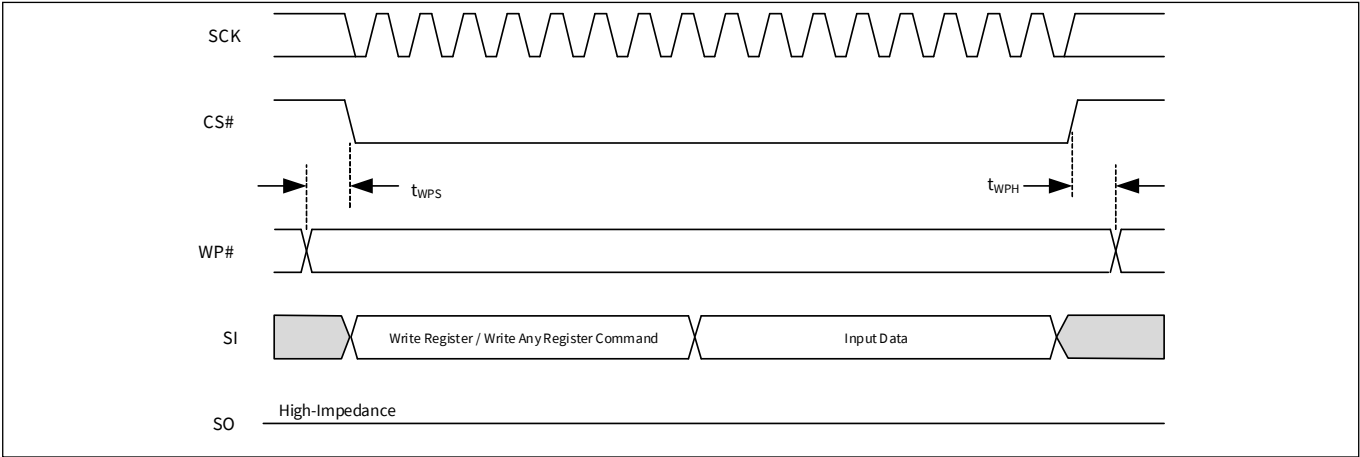 SCK
CS#
tWPS
tWPH
WP#
SI
Write Register / Write Any Register Command
Input Data
High-Impedance
SO